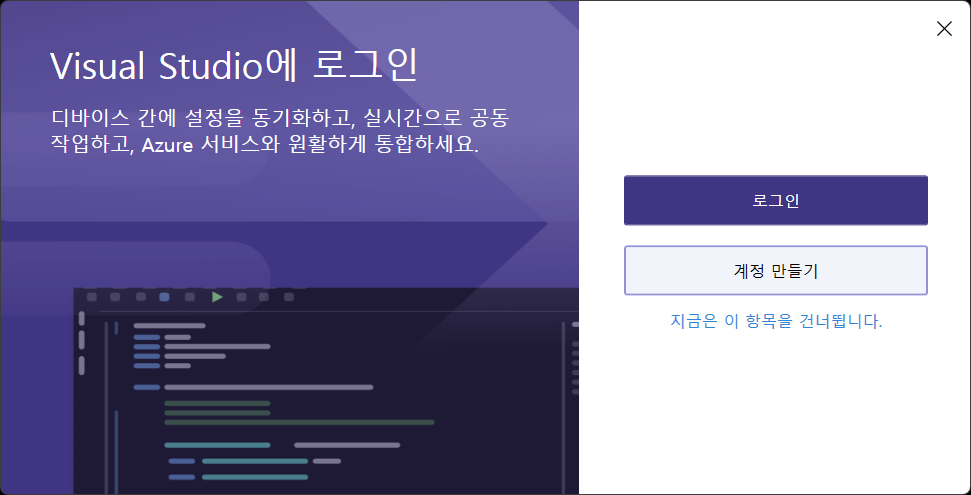 Visual Studio에 로그인
디바이스 간에 설정을 동기화하고, 실시간으로 공동
작업하고, Azure 서비스와 원활하게 통합하세요.
로그인
계정 만들기
지금은 이 항목을 건너뜁니다.